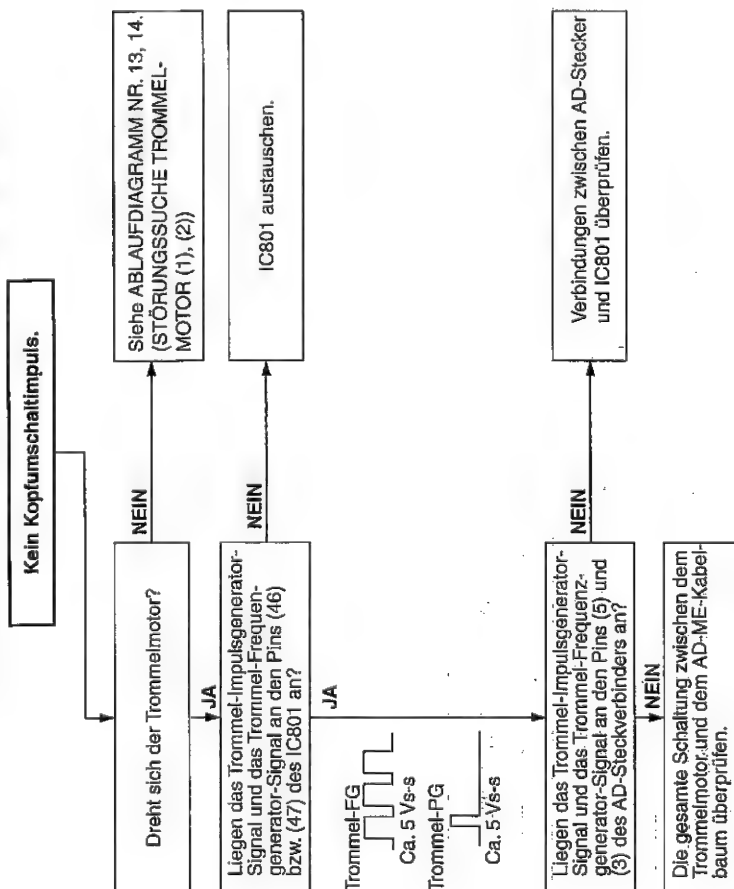 Kein Kopfumschaltimpuls.
Dreht sich der Trommelmotor?
NEIN
Siehe ABLAUFDIAGRAMM NR. 13, 14.
(STÖRUNGSSUCHE TROMMEL-
MOTOR (1), (2))
JA
Liegen das Trommel-Impulsgenerator-
Signal und das Trommel-Frequen-
generator-Signal an den Pins (46)
bzw. (47) des IC801 an?
NEIN
IC801 austauschen.
JA
Trommel-FG
Ca. 5 Vs-s
Trommel-PG
Ca. 5 Vs-s
Liegen das Trommel-Impulsgenerator-
Signal und das Trommel-Frequenz-
generator-Signal an den Pins (5) und
(3) des AD-Steckverbinders an?
NEIN
Verbindungen zwischen AD-Stecker
und IC801 überprüfen.
NEIN
Die gesamte Schaltung zwischen dem
Trommelmotor und dem AD-ME-Kabel-
baum überprüfen.